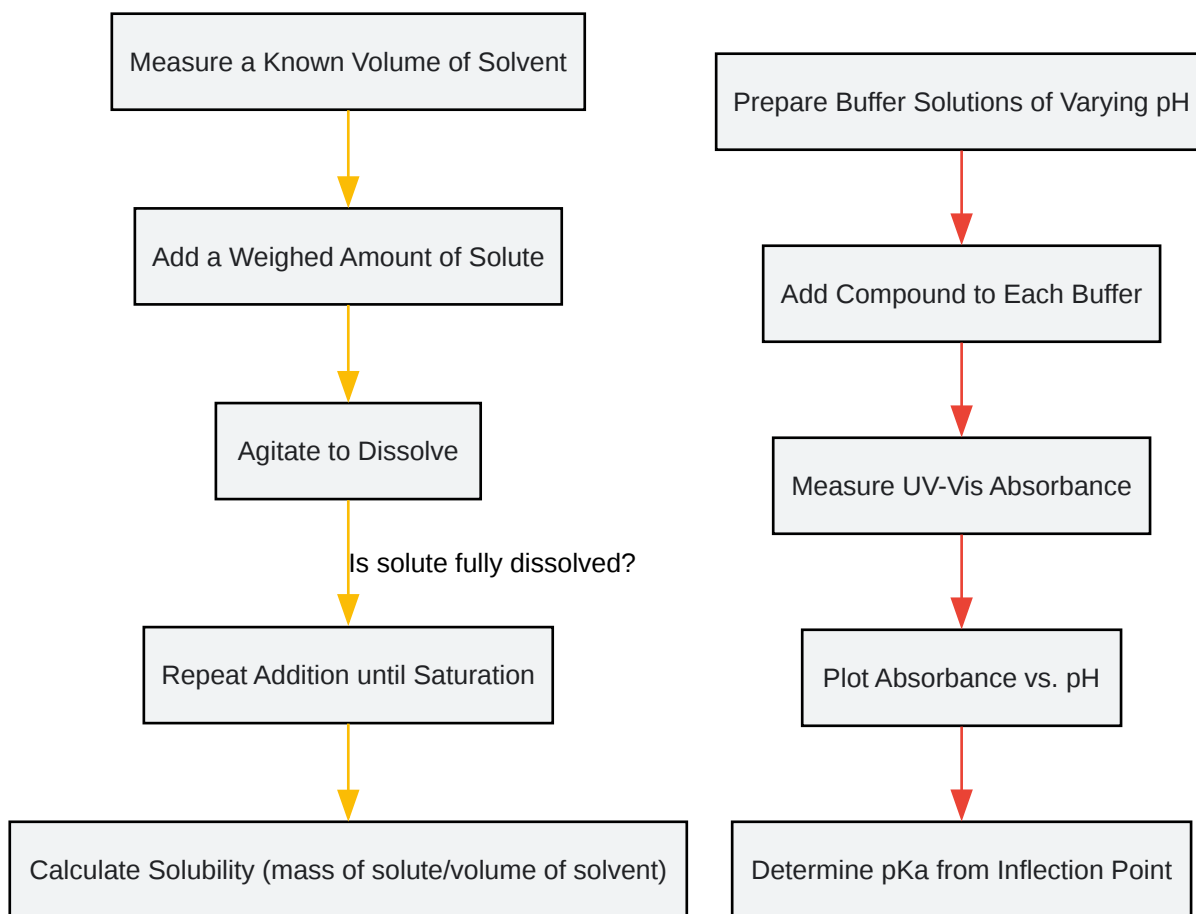 Measure a Known Volume of Solvent
Add a Weighed Amount of Solute
Agitate to Dissolve
Is solute fully dissolved?
Repeat Addition until Saturation
Calculate Solubility (mass of solute/volume of solvent)
Prepare Buffer Solutions of Varying pH
Add Compound to Each Buffer
Measure UV-Vis Absorbance
Plot Absorbance vs. pH
Determine pKa from Inflection Point